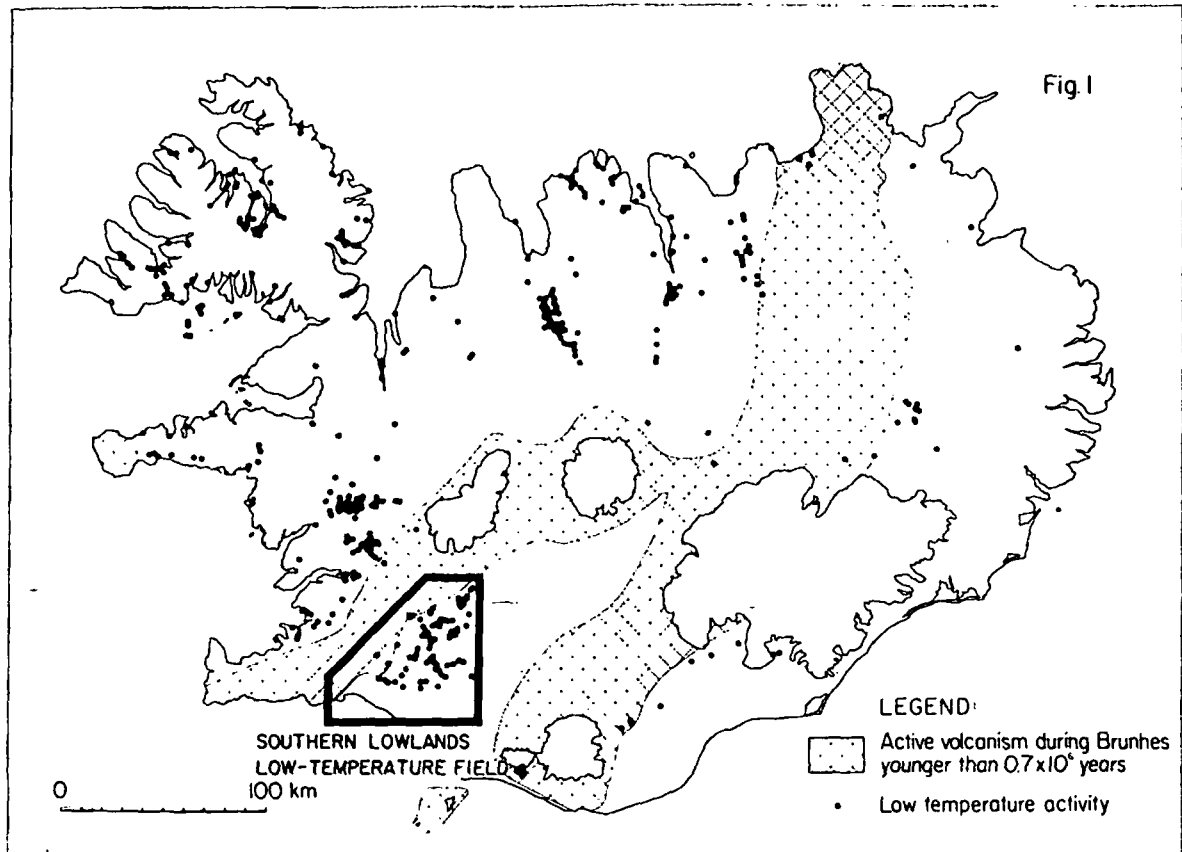 Fig. 1
SOUTHERN LOWLANDS
LOW-TEMPERATURE FIELD
0 100 km
LEGEND:
Active volcanism during Brunhes
younger than 0.7x10⁶ years
Low temperature activity